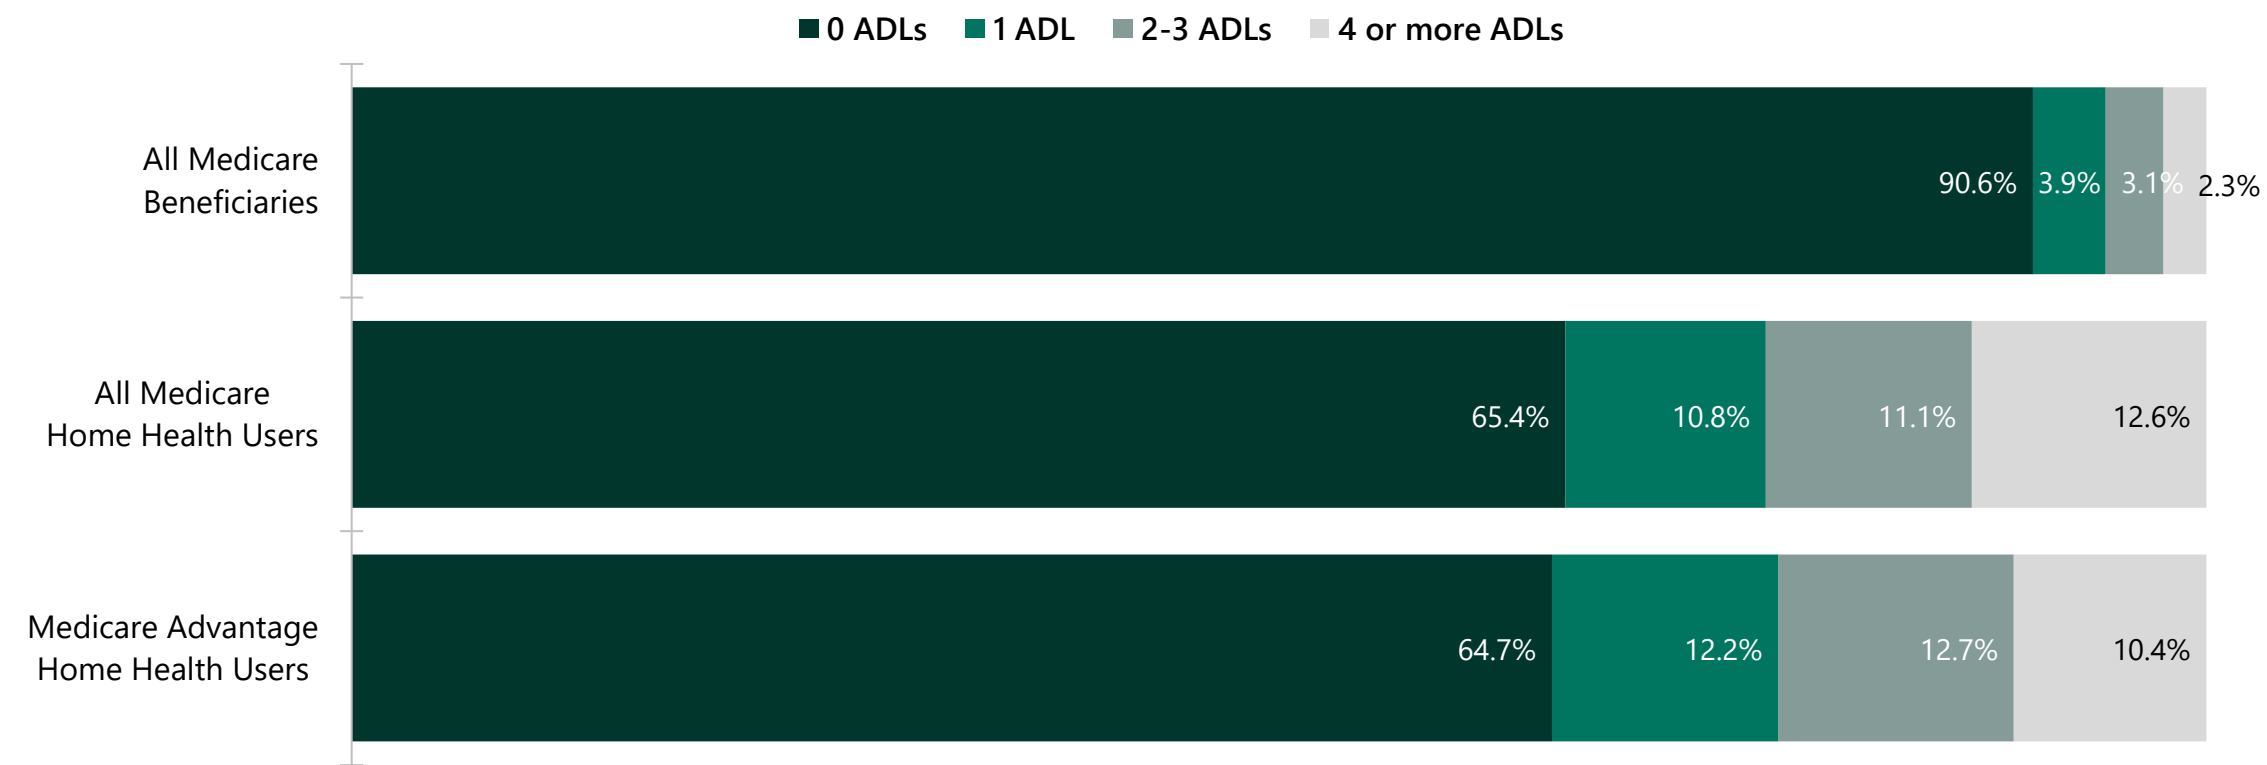 0 ADLs 1 ADL 2-3 ADLs 4 or more ADLs
All Medicare
Beneficiaries
90.6% 3.9% 3.1% 2.3%
All Medicare
Home Health Users
65.4% 10.8% 11.1% 12.6%
Medicare Advantage
Home Health Users
64.7% 12.2% 12.7% 10.4%